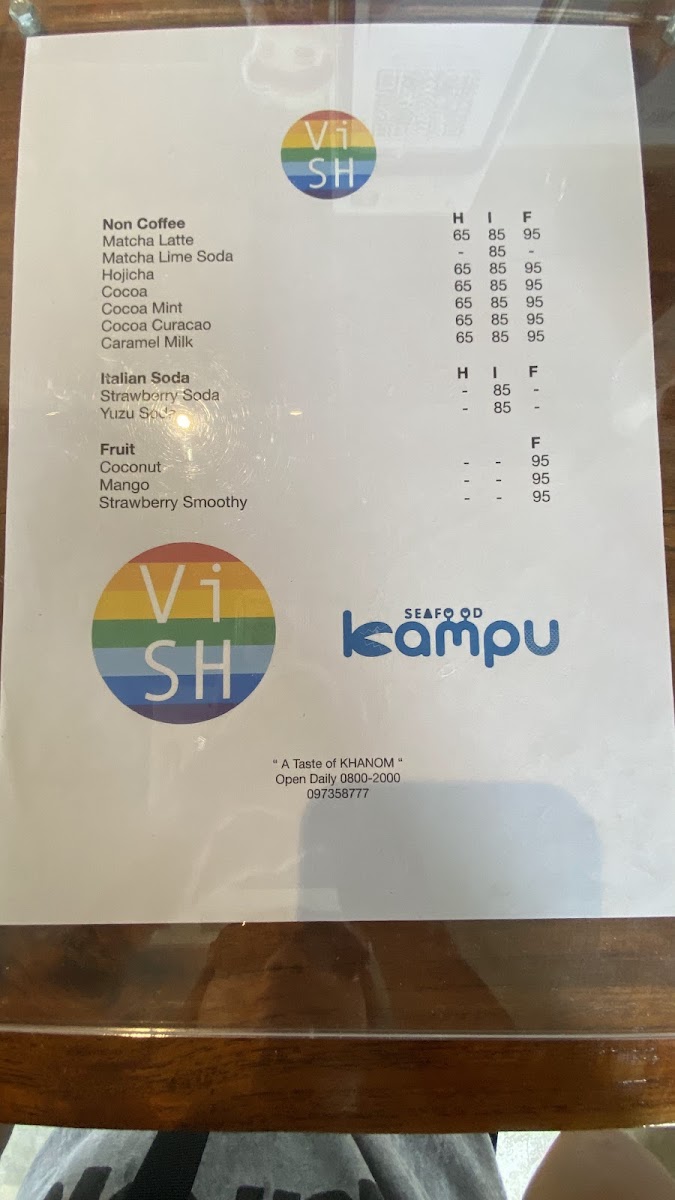 Vi
SH
Non Coffee H I F
Matcha Latte 65 85 95
Matcha Lime Soda - 85 -
Hojicha 65 85 95
Cocoa 65 85 95
Cocoa Mint 65 85 95
Cocoa Curacao 65 85 95
Caramel Milk 65 85 95
Italian Soda H I F
Strawberry Soda - 85 -
Yuzu Soda - 85 -
Fruit F
Coconut - - 95
Mango - - 95
Strawberry Smoothy - - 95
Vi
SH
SEAFOOD
kampu
" A Taste of KHANOM "
Open Daily 0800-2000
097358777